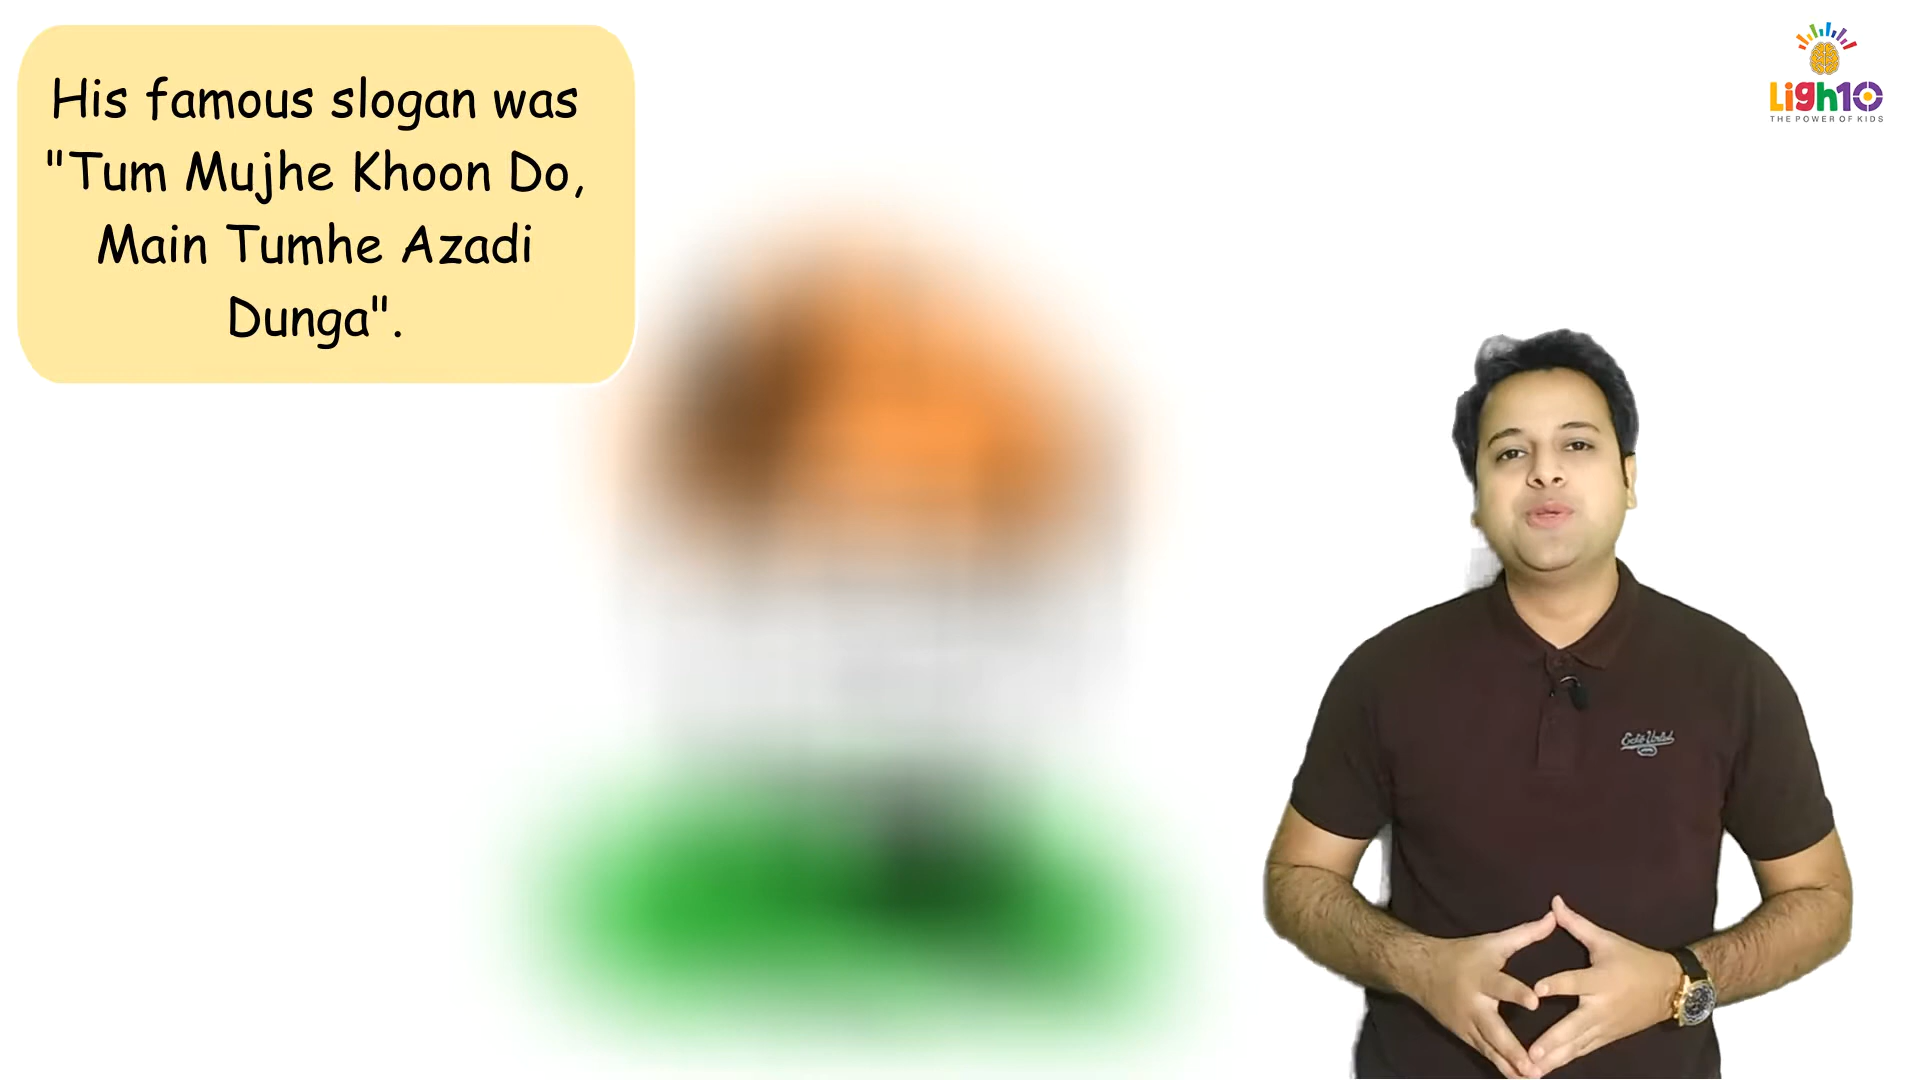 His famous slogan was
"Tum Mujhe Khoon Do,
Main Tumhe Azadi
Dunga".
Ligh10
THE POWER OF KIDS